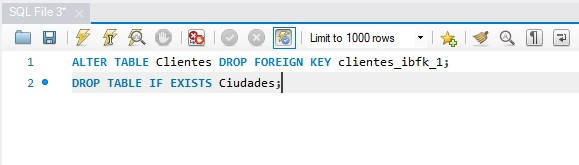 SQL File 3*
Limit to 1000 rows
1 ALTER TABLE Clientes DROP FOREIGN KEY clientes_ibfk_1;
2 DROP TABLE IF EXISTS Ciudades;